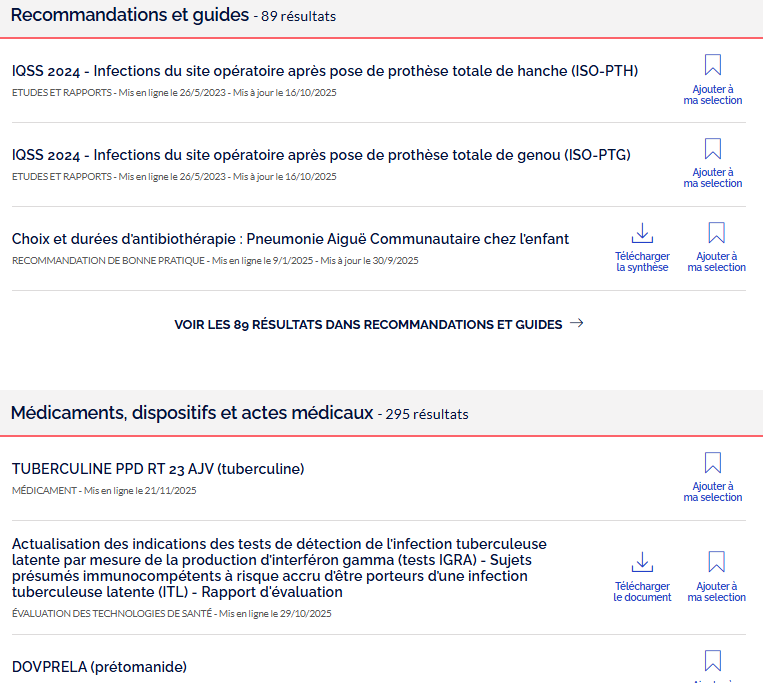 Recommandations et guides - 89 résultats
IQSS 2024 - Infections du site opératoire après pose de prothèse totale de hanche (ISO-PTH)
ETUDES ET RAPPORTS - Mis en ligne le 26/5/2023 - Mis à jour le 16/10/2025
Ajouter à
ma selection
IQSS 2024 - Infections du site opératoire après pose de prothèse totale de genou (ISO-PTG)
ETUDES ET RAPPORTS - Mis en ligne le 26/5/2023 - Mis à jour le 16/10/2025
Ajouter à
ma selection
Choix et durées d'antibiothérapie : Pneumonie Aiguë Communautaire chez l'enfant
RECOMMANDATION DE BONNE PRATIQUE - Mis en ligne le 9/1/2025 - Mis à jour le 30/9/2025
Télécharger
la synthèse
Ajouter à
ma selection
VOIR LES 89 RÉSULTATS DANS RECOMMANDATIONS ET GUIDES →
Médicaments, dispositifs et actes médicaux - 295 résultats
TUBERCULINE PPD RT 23 AJV (tuberculine)
MÉDICAMENT - Mis en ligne le 21/11/2025
Ajouter à
ma selection
Actualisation des indications des tests de détection de l'infection tuberculeuse
latente par mesure de la production d'interféron gamma (tests IGRA) - Sujets
présumés immunocompétents à risque accru d'être porteurs d'une infection
tuberculeuse latente (ITL) - Rapport d'évaluation
ÉVALUATION DES TECHNOLOGIES DE SANTÉ - Mis en ligne le 29/10/2025
Télécharger
le document
Ajouter à
ma selection
DOVPRELA (prétomanide)